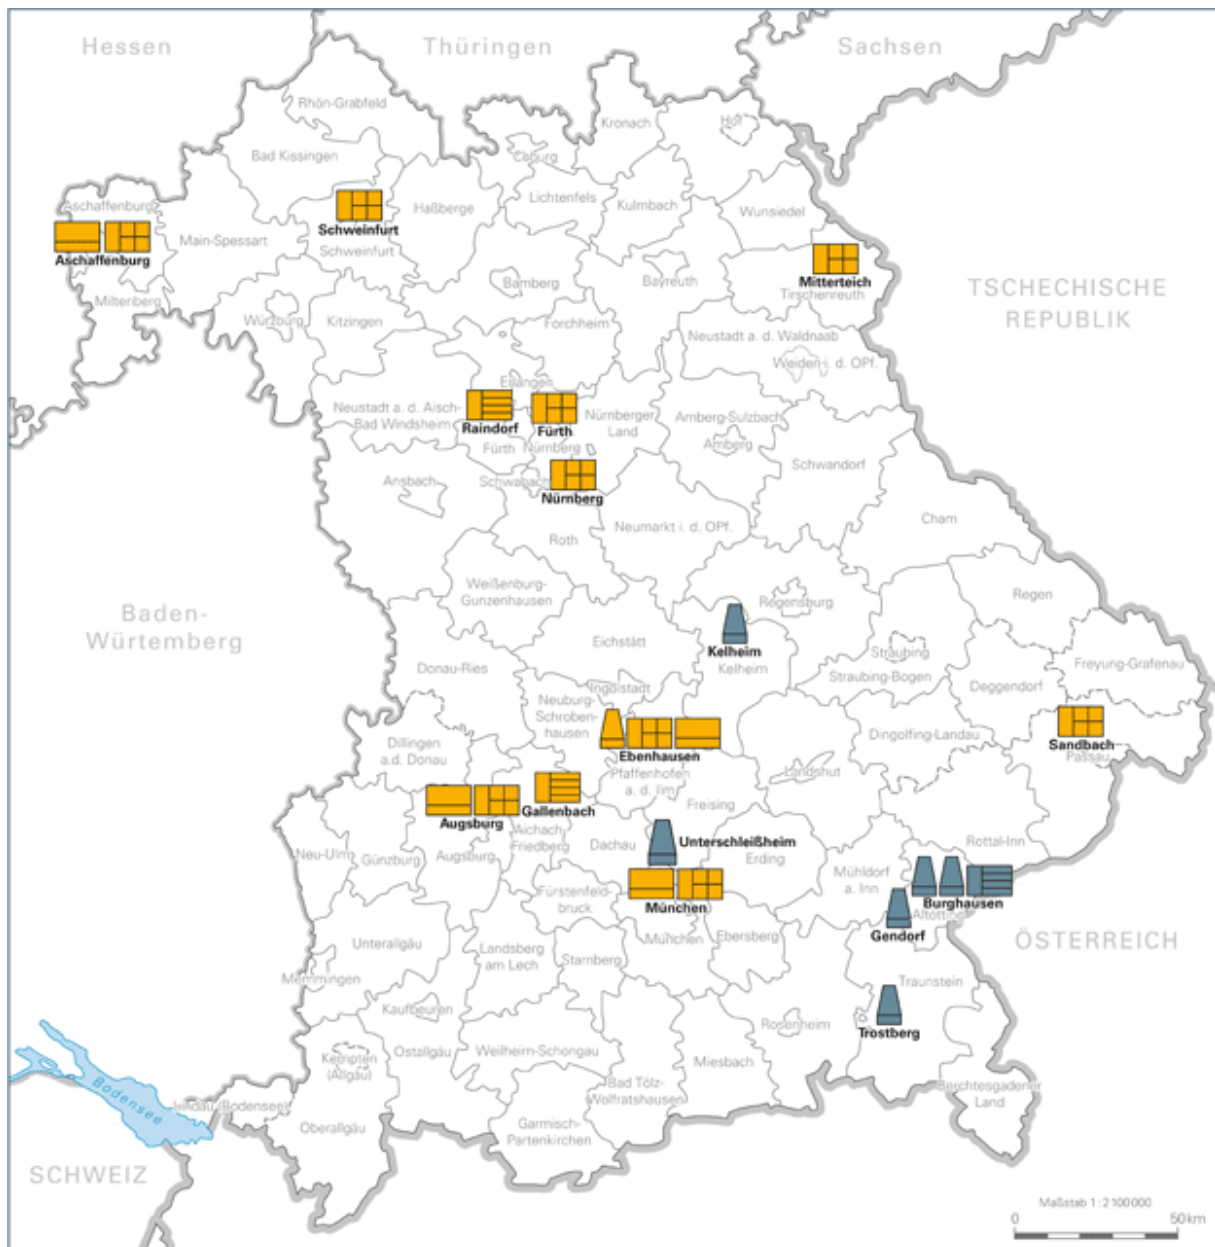 Hessen
Thüringen
Sachsen
Rhön-Grabfeld
Kronach
Hof
Bad Kissingen
Coburg
Lichtenfels
Kulmbach
Wunsiedel
Aschaffenburg
Haßberge
Schweinfurt
Main-Spessart
Schweinfurt
Aschaffenburg
Bamberg
Bayreuth
Mitterteich
Tirschenreuth
TSCHECHISCHE
REPUBLIK
Miltenberg
Würzburg
Kitzingen
Forchheim
Neustadt a. d. Waldnaab
Weiden i. d. OPf.
Erlangen
Neustadt a. d. Aisch-
Bad Windsheim
Raindorf
Fürth
Nürnberger
Land
Amberg-Sulzbach
Amberg
Fürth
Nürnberg
Schwandorf
Ansbach
Schwabach
Nürnberg
Neumarkt i. d. OPf.
Cham
Roth
Weißenburg-
Gunzenhausen
Regensburg
Regen
Baden-
Würtemberg
Eichstätt
Kelheim
Kelheim
Straubing
Straubing-Bogen
Freyung-Grafenau
Donau-Ries
Ingolstadt
Neuburg-
Schroben-
hausen
Deggendorf
Dillingen
a.d. Donau
Ebenhausen
Dingolfing-Landau
Sandbach
Passau
Pfaffenhofen
a. d. Ilm
Landshut
Freising
Augsburg
Gallenbach
Aichach-
Friedberg
Dachau
Unterschleißheim
Erding
Rottal-Inn
Neu-Ulm
Günzburg
Augsburg
Mühldorf
a. Inn
Fürstenfeld-
bruck
München
Burghausen
Altötting
Gendorf
München
Ebersberg
ÖSTERREICH
Unterallgäu
Landsberg
am Lech
Starnberg
Memmingen
Traunstein
Kaufbeuren
Rosenheim
Trostberg
Kempten
(Allgäu)
Ostallgäu
Weilheim-Schongau
Miesbach
Bad Tölz-
Wolfratshausen
Berchtesgadener
Land
Bodensee
Lindau (Bodensee)
Oberallgäu
Garmisch-
Partenkirchen
SCHWEIZ
Maßstab 1 : 2 100 000
0
50 km